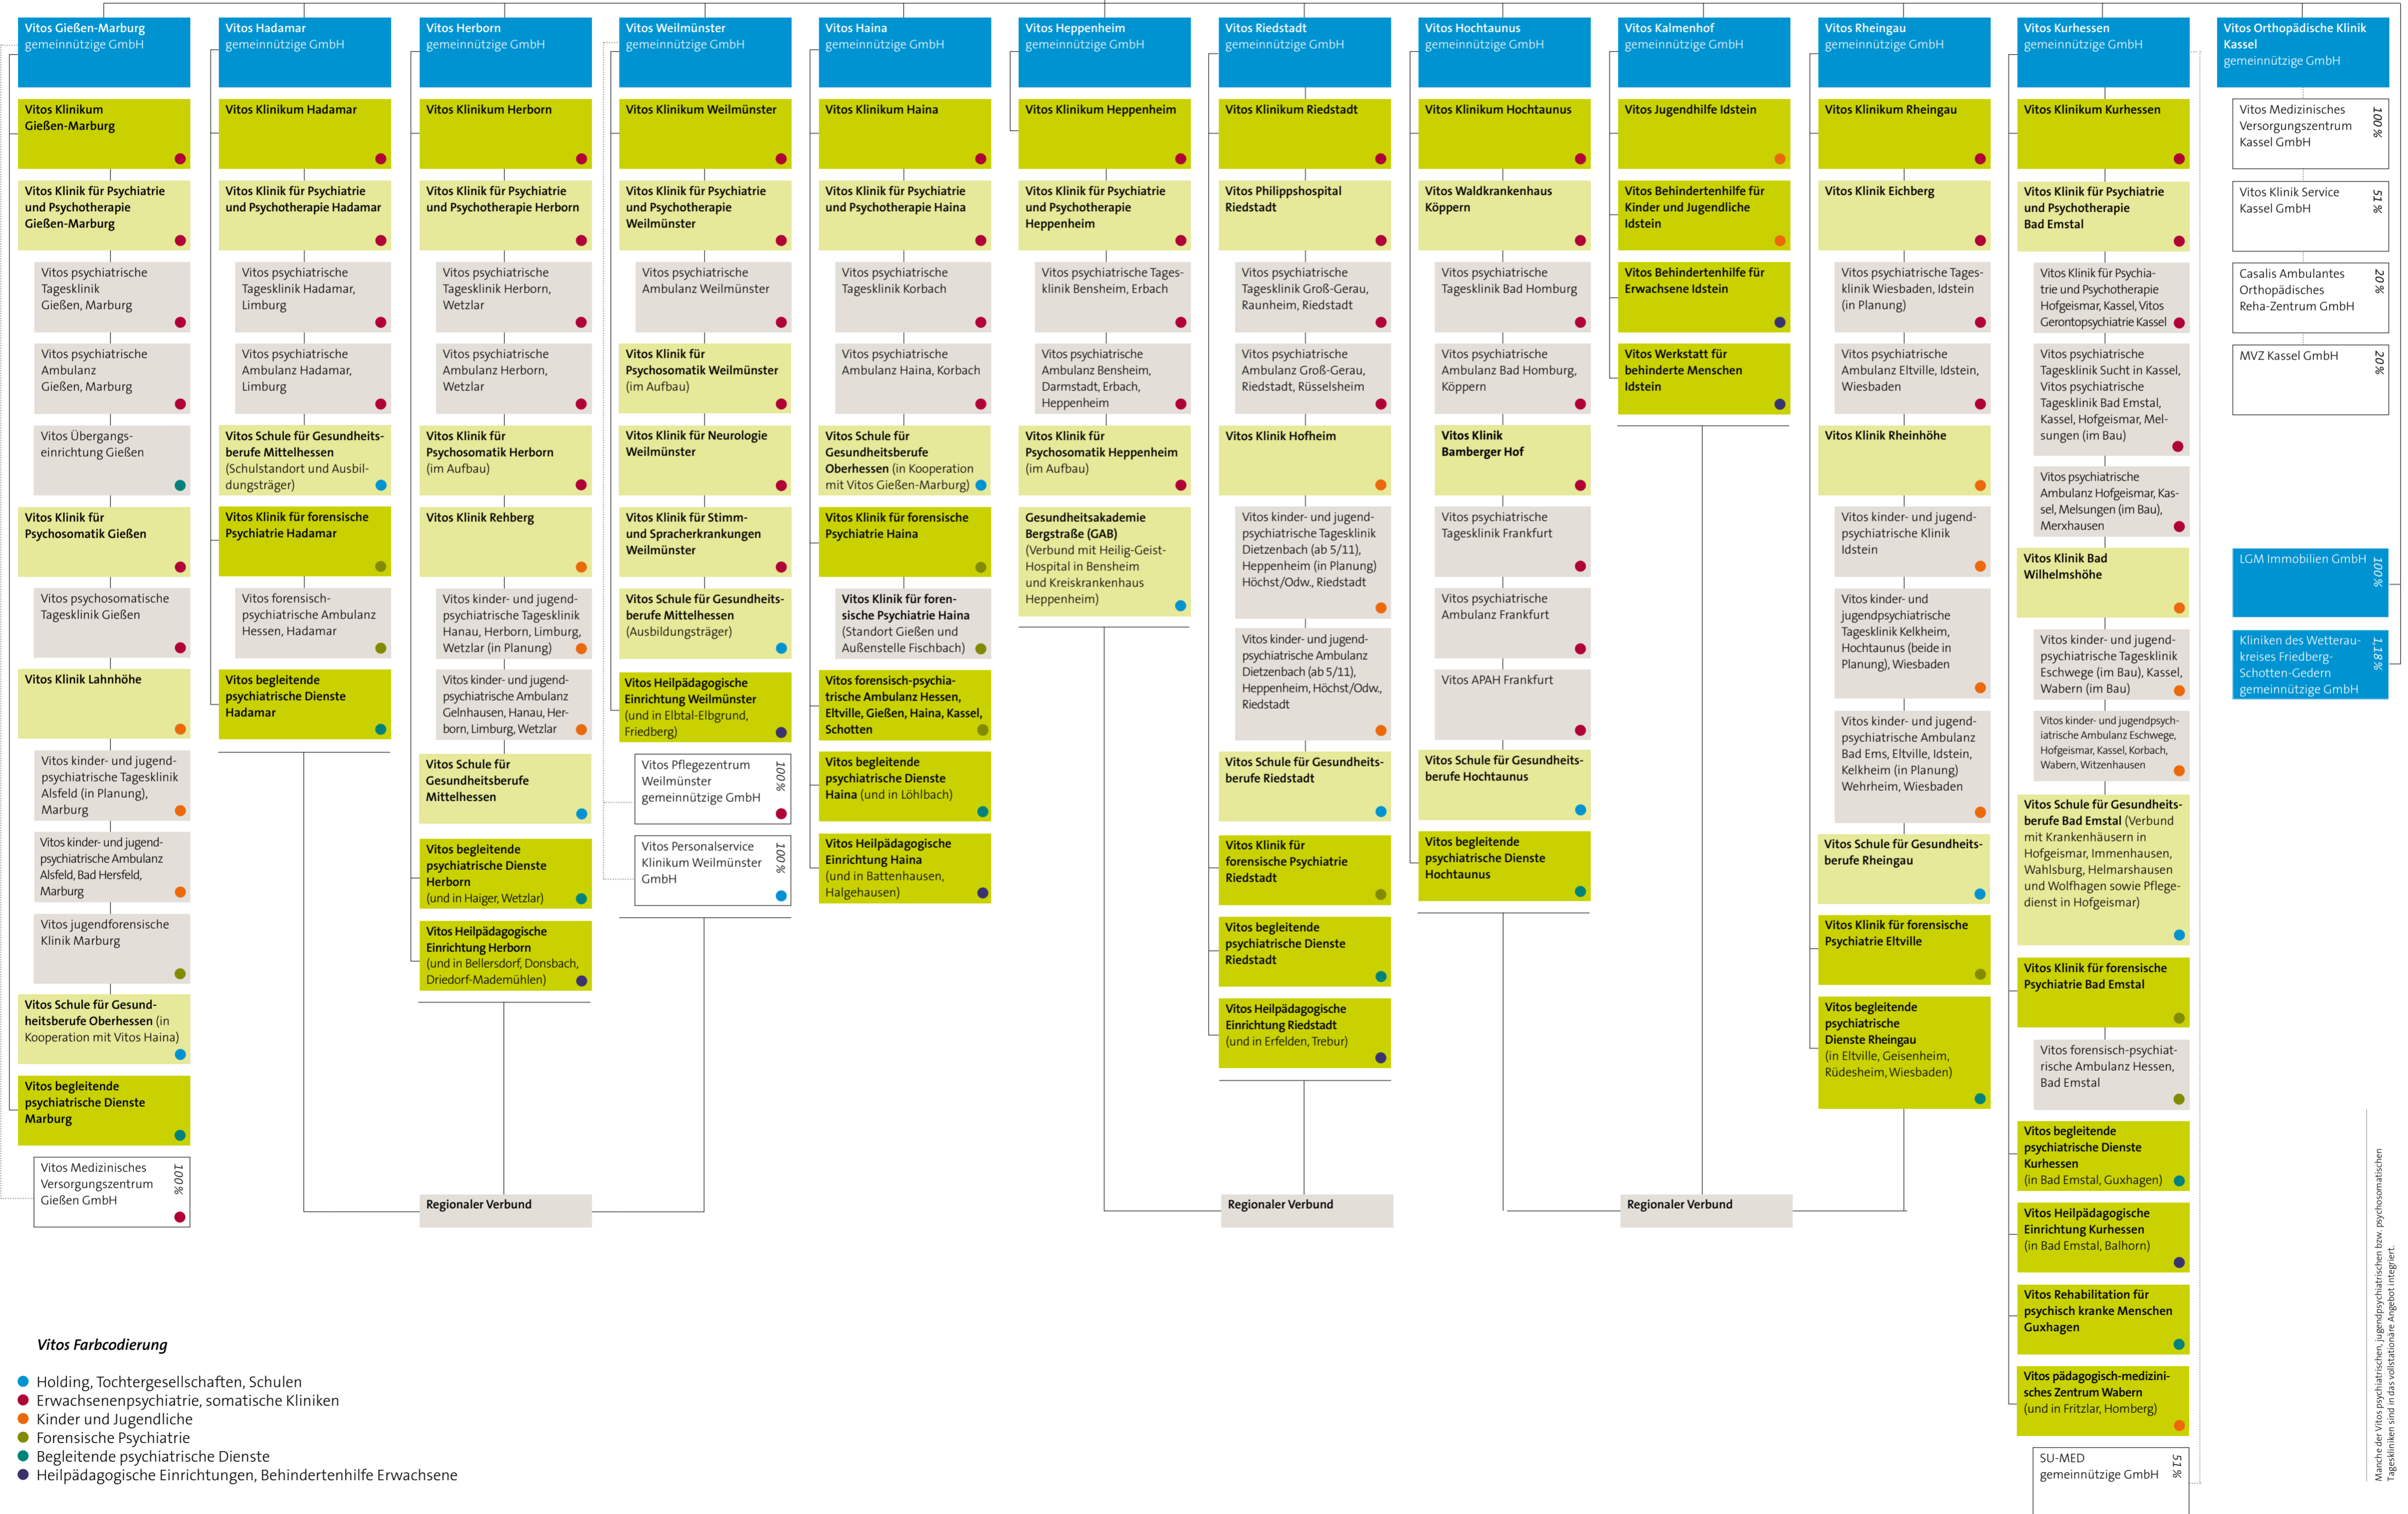 Vitos Gießen-Marburg
gemeinnützige GmbH
Vitos Klinikum
Gießen-Marburg
Vitos Klinik für Psychiatrie
und Psychotherapie
Gießen-Marburg
Vitos psychiatrische
Tagesklinik
Gießen, Marburg
Vitos psychiatrische
Ambulanz
Gießen, Marburg
Vitos Übergangs-
einrichtung Gießen
Vitos Klinik für
Psychosomatik Gießen
Vitos psychosomatische
Tagesklinik Gießen
Vitos Klinik Lahnhöhe
Vitos kinder- und jugend-
psychiatrische Tagesklinik
Alsfeld (in Planung),
Marburg
Vitos kinder- und jugend-
psychiatrische Ambulanz
Alsfeld, Bad Hersfeld,
Marburg
Vitos jugendforensische
Klinik Marburg
Vitos Schule für Gesund-
heitsberufe Oberhessen (in
Kooperation mit Vitos Haina)
Vitos begleitende
psychiatrische Dienste
Marburg
Vitos Medizinisches
Versorgungszentrum
Gießen GmbH
100%
Vitos Hadamar
gemeinnützige GmbH
Vitos Klinikum Hadamar
Vitos Klinik für Psychiatrie
und Psychotherapie Hadamar
Vitos psychiatrische
Tagesklinik Hadamar,
Limburg
Vitos psychiatrische
Ambulanz Hadamar,
Limburg
Vitos Schule für Gesundheits-
berufe Mittelhessen
(Schulstandort und Ausbil-
dungsträger)
Vitos Klinik für forensische
Psychiatrie Hadamar
Vitos forensisch-
psychiatrische Ambulanz
Hessen, Hadamar
Vitos begleitende
psychiatrische Dienste
Hadamar
Vitos Herborn
gemeinnützige GmbH
Vitos Klinikum Herborn
Vitos Klinik für Psychiatrie
und Psychotherapie Herborn
Vitos psychiatrische
Tagesklinik Herborn,
Wetzlar
Vitos psychiatrische
Ambulanz Herborn,
Wetzlar
Vitos Klinik für
Psychosomatik Herborn
(im Aufbau)
Vitos Klinik Rehberg
Vitos kinder- und jugend-
psychiatrische Tagesklinik
Hanau, Herborn, Limburg,
Wetzlar (in Planung)
Vitos kinder- und jugend-
psychiatrische Ambulanz
Gelnhausen, Hanau, Her-
born, Limburg, Wetzlar
Vitos Schule für
Gesundheitsberufe
Mittelhessen
Vitos begleitende
psychiatrische Dienste
Herborn
(und in Haiger, Wetzlar)
Vitos Heilpädagogische
Einrichtung Herborn
(und in Bellersdorf, Donsbach,
Driedorf-Mademühlen)
Regionaler Verbund
Vitos Weilmünster
gemeinnützige GmbH
Vitos Klinikum Weilmünster
Vitos Klinik für Psychiatrie
und Psychotherapie
Weilmünster
Vitos psychiatrische
Ambulanz Weilmünster
Vitos Klinik für
Psychosomatik Weilmünster
(im Aufbau)
Vitos Klinik für Neurologie
Weilmünster
Vitos Klinik für Stimm-
und Spracherkrankungen
Weilmünster
Vitos Schule für Gesundheits-
berufe Mittelhessen
(Ausbildungsträger)
Vitos Heilpädagogische
Einrichtung Weilmünster
(und in Elbtal-Elbgrund,
Friedberg)
Vitos Pflegezentrum
Weilmünster
gemeinnützige GmbH
100%
Vitos Personalservice
Klinikum Weilmünster
GmbH
100%
Vitos Haina
gemeinnützige GmbH
Vitos Klinikum Haina
Vitos Klinik für Psychiatrie
und Psychotherapie Haina
Vitos psychiatrische
Tagesklinik Korbach
Vitos psychiatrische
Ambulanz Haina, Korbach
Vitos Schule für
Gesundheitsberufe
Oberhessen (in Kooperation
mit Vitos Gießen-Marburg)
Vitos Klinik für forensische
Psychiatrie Haina
Vitos Klinik für foren-
sische Psychiatrie Haina
(Standort Gießen und
Außenstelle Fischbach)
Vitos forensisch-psychia-
trische Ambulanz Hessen,
Eltville, Gießen, Haina, Kassel,
Schotten
Vitos begleitende
psychiatrische Dienste
Haina (und in Löhlbach)
Vitos Heilpädagogische
Einrichtung Haina
(und in Battenhausen,
Halgehausen)
Vitos Heppenheim
gemeinnützige GmbH
Vitos Klinikum Heppenheim
Vitos Klinik für Psychiatrie
und Psychotherapie
Heppenheim
Vitos psychiatrische Tages-
klinik Bensheim, Erbach
Vitos psychiatrische
Ambulanz Bensheim,
Darmstadt, Erbach,
Heppenheim
Vitos Klinik für
Psychosomatik Heppenheim
(im Aufbau)
Gesundheitsakademie
Bergstraße (GAB)
(Verbund mit Heilig-Geist-
Hospital in Bensheim
und Kreiskrankenhaus
Heppenheim)
Vitos Riedstadt
gemeinnützige GmbH
Vitos Klinikum Riedstadt
Vitos Philippshospital
Riedstadt
Vitos psychiatrische
Tagesklinik Groß-Gerau,
Raunheim, Riedstadt
Vitos psychiatrische
Ambulanz Groß-Gerau,
Riedstadt, Rüsselsheim
Vitos Klinik Hofheim
Vitos kinder- und jugend-
psychiatrische Tagesklinik
Dietzenbach (ab 5/11),
Heppenheim (in Planung)
Höchst/Odw., Riedstadt
Vitos kinder- und jugend-
psychiatrische Ambulanz
Dietzenbach (ab 5/11),
Heppenheim, Höchst/Odw.,
Riedstadt
Vitos Schule für Gesundheits-
berufe Riedstadt
Vitos Klinik für
forensische Psychiatrie
Riedstadt
Vitos begleitende
psychiatrische Dienste
Riedstadt
Vitos Heilpädagogische
Einrichtung Riedstadt
(und in Erfelden, Trebur)
Regionaler Verbund
Vitos Hochtaunus
gemeinnützige GmbH
Vitos Klinikum Hochtaunus
Vitos Waldkrankenhaus
Köppern
Vitos psychiatrische
Tagesklinik Bad Homburg
Vitos psychiatrische
Ambulanz Bad Homburg,
Köppern
Vitos Klinik
Bamberger Hof
Vitos psychiatrische
Tagesklinik Frankfurt
Vitos psychiatrische
Ambulanz Frankfurt
Vitos APAH Frankfurt
Vitos Schule für Gesundheits-
berufe Hochtaunus
Vitos begleitende
psychiatrische Dienste
Hochtaunus
Vitos Kalmenhof
gemeinnützige GmbH
Vitos Jugendhilfe Idstein
Vitos Behindertenhilfe für
Kinder und Jugendliche
Idstein
Vitos Behindertenhilfe für
Erwachsene Idstein
Vitos Werkstatt für
behinderte Menschen
Idstein
Regionaler Verbund
Vitos Rheingau
gemeinnützige GmbH
Vitos Klinikum Rheingau
Vitos Klinik Eichberg
Vitos psychiatrische Tages-
klinik Wiesbaden, Idstein
(in Planung)
Vitos psychiatrische
Ambulanz Eltville, Idstein,
Wiesbaden
Vitos Klinik Rheinhöhe
Vitos kinder- und jugend-
psychiatrische Klinik
Idstein
Vitos kinder- und
jugendpsychiatrische
Tagesklinik Kelkheim,
Hochtaunus (beide in
Planung), Wiesbaden
Vitos kinder- und jugend-
psychiatrische Ambulanz
Bad Ems, Eltville, Idstein,
Kelkheim (in Planung)
Wehrheim, Wiesbaden
Vitos Schule für Gesundheits-
berufe Rheingau
Vitos Klinik für forensische
Psychiatrie Eltville
Vitos begleitende
psychiatrische
Dienste Rheingau
(in Eltville, Geisenheim,
Rüdesheim, Wiesbaden)
Vitos Kurhessen
gemeinnützige GmbH
Vitos Klinikum Kurhessen
Vitos Klinik für Psychiatrie
und Psychotherapie
Bad Emstal
Vitos Klinik für Psychia-
trie und Psychotherapie
Hofgeismar, Kassel, Vitos
Gerontopsychiatrie Kassel
Vitos psychiatrische
Tagesklinik Sucht in Kassel,
Vitos psychiatrische
Tagesklinik Bad Emstal,
Kassel, Hofgeismar, Mel-
sungen (im Bau)
Vitos psychiatrische
Ambulanz Hofgeismar, Kas-
sel, Melsungen (im Bau),
Merxhausen
Vitos Klinik Bad
Wilhelmshöhe
Vitos kinder- und jugend-
psychiatrische Tagesklinik
Eschwege (im Bau), Kassel,
Wabern (im Bau)
Vitos kinder- und jugendpsych-
iatrische Ambulanz Eschwege,
Hofgeismar, Kassel, Korbach,
Wabern, Witzenhausen
Vitos Schule für Gesundheits-
berufe Bad Emstal (Verbund
mit Krankenhäusern in
Hofgeismar, Immenhausen,
Wahlsburg, Helmarshausen
und Wolfhagen sowie Pflege-
dienst in Hofgeismar)
Vitos Klinik für forensische
Psychiatrie Bad Emstal
Vitos forensisch-psychiat-
rische Ambulanz Hessen,
Bad Emstal
Vitos begleitende
psychiatrische Dienste
Kurhessen
(in Bad Emstal, Guxhagen)
Vitos Heilpädagogische
Einrichtung Kurhessen
(in Bad Emstal, Balhorn)
Vitos Rehabilitation für
psychisch kranke Menschen
Guxhagen
Vitos pädagogisch-medizini-
sches Zentrum Wabern
(und in Fritzlar, Homberg)
SU-MED
gemeinnützige GmbH
51%
Vitos Orthopädische Klinik
Kassel
gemeinnützige GmbH
Vitos Medizinisches
Versorgungszentrum
Kassel GmbH
100%
Vitos Klinik Service
Kassel GmbH
51%
Casalis Ambulantes
Orthopädisches
Reha-Zentrum GmbH
20%
MVZ Kassel GmbH
20%
LGM Immobilien GmbH
100%
Kliniken des Wetterau-
kreises Friedberg-
Schotten-Gedern
gemeinnützige GmbH
1,18%
Manche der Vitos psychiatrischen, jugendpsychiatrischen bzw. psychosomatischen
Tageskliniken sind in das vollstationäre Angebot integriert.
Vitos Farbcodierung
Holding, Tochtergesellschaften, Schulen
Erwachsenenpsychiatrie, somatische Kliniken
Kinder und Jugendliche
Forensische Psychiatrie
Begleitende psychiatrische Dienste
Heilpädagogische Einrichtungen, Behindertenhilfe Erwachsene